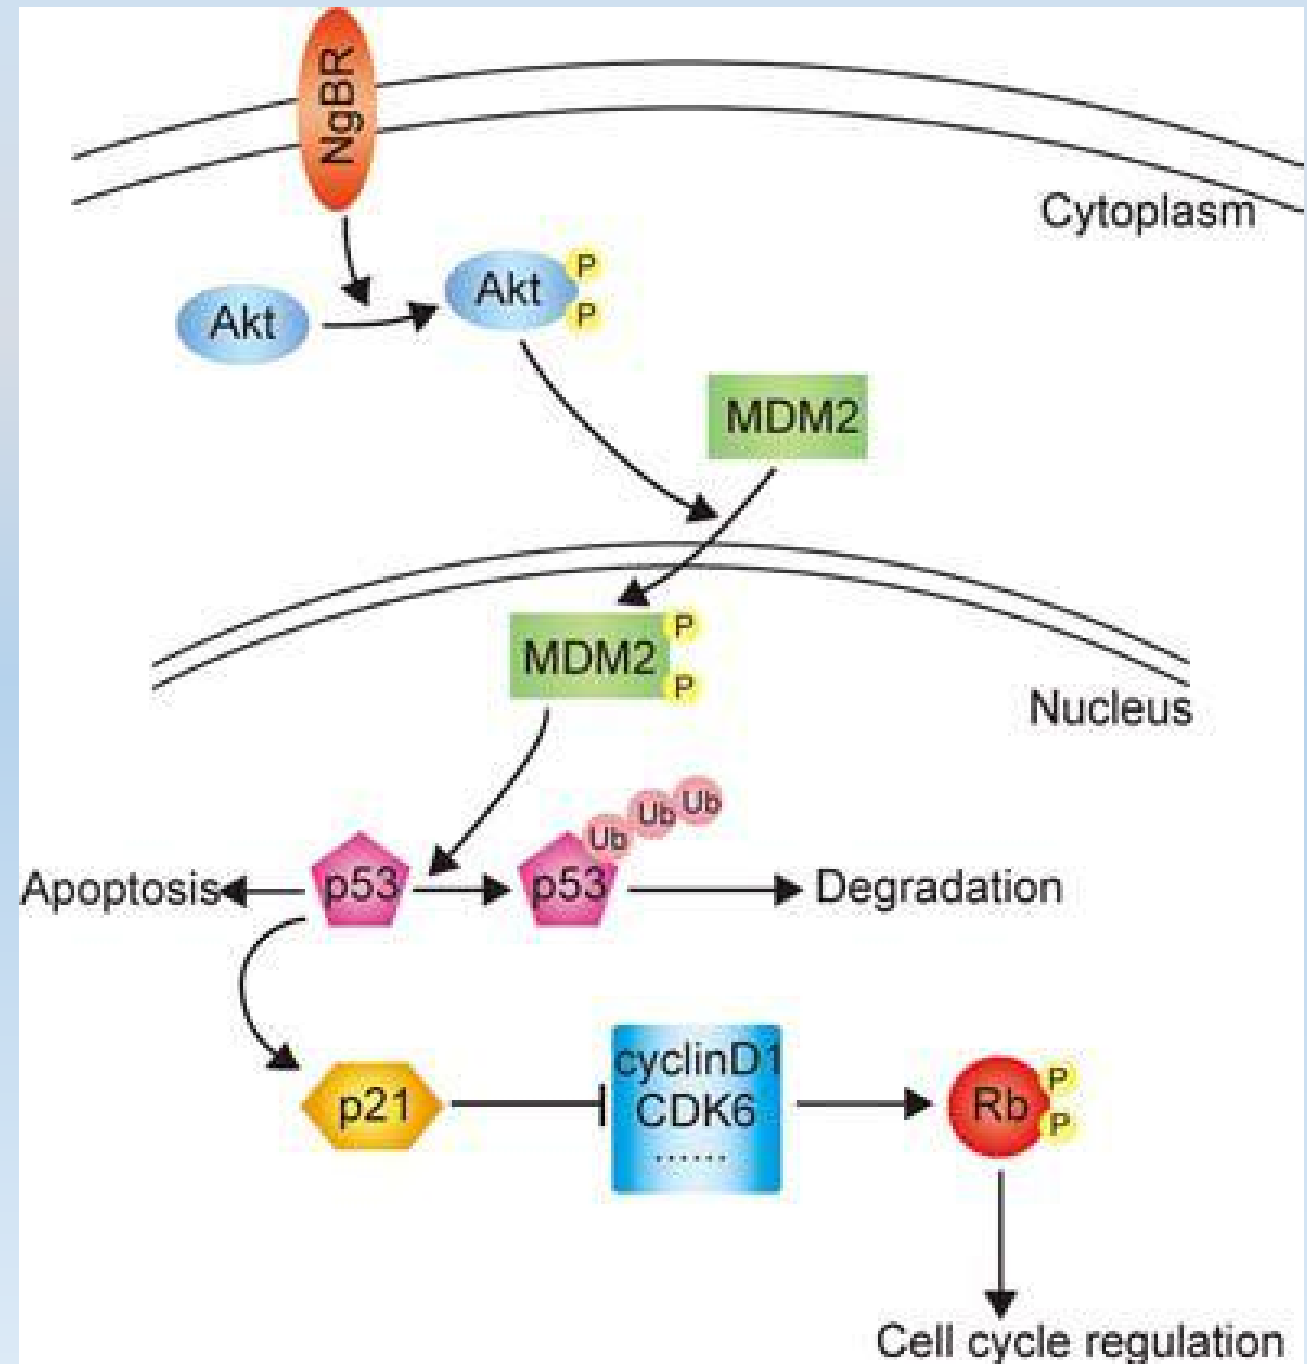 NgBR
Cytoplasm
Akt
Akt
P
P
MDM2
MDM2
P
P
Nucleus
Ub
Ub
Ub
Apoptosis
p53
p53
Degradation
p21
cyclinD1
CDK6
......
Rb
P
P
Cell cycle regulation